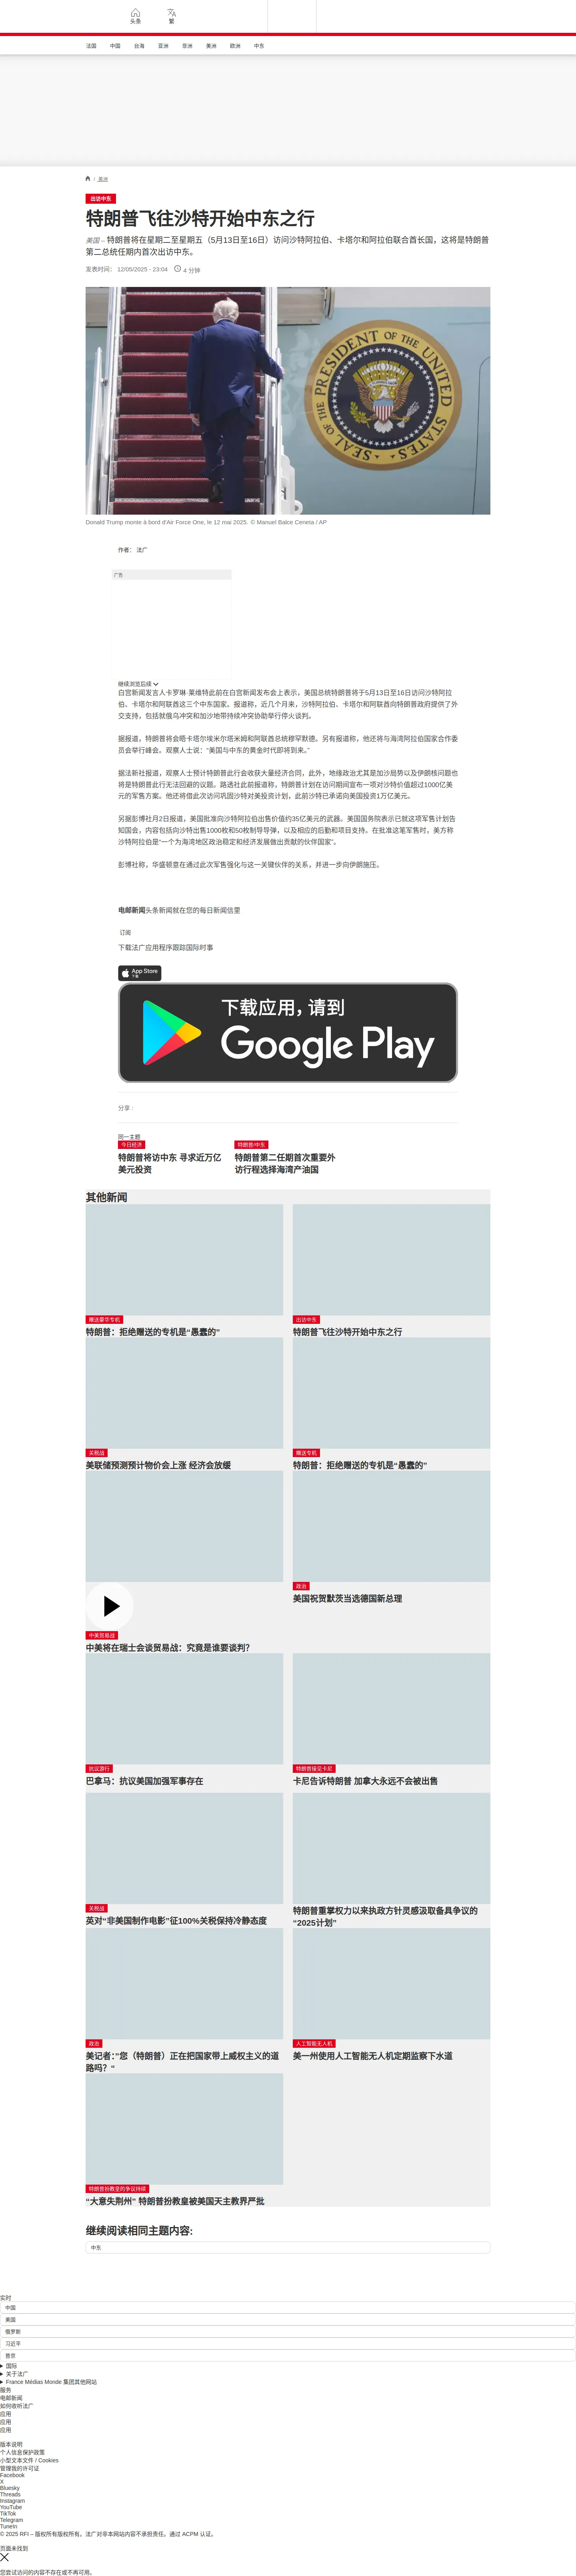 头条
繁
法国
中国
台海
亚洲
非洲
美洲
欧洲
中东
/ 美洲
出访中东
特朗普飞往沙特开始中东之行
美国 – 特朗普将在星期二至星期五（5月13日至16日）访问沙特阿拉伯、卡塔尔和阿拉伯联合酋长国，这将是特朗普
第二总统任期内首次出访中东。
发表时间： 12/05/2025 - 23:04
4 分钟
SEAL OF THE PRESIDENT OF THE UNITED STATES
Donald Trump monte à bord d'Air Force One, le 12 mai 2025. © Manuel Balce Ceneta / AP
作者： 法广
广告
继续浏览后续
白宫新闻发言人卡罗琳·莱维特此前在白宫新闻发布会上表示，美国总统特朗普将于5月13日至16日访问沙特阿拉
伯、卡塔尔和阿联酋这三个中东国家。报道称，近几个月来，沙特阿拉伯、卡塔尔和阿联酋向特朗普政府提供了外
交支持，包括就俄乌冲突和加沙地带持续冲突协助举行停火谈判。
据报道，特朗普将会晤卡塔尔埃米尔塔米姆和阿联酋总统穆罕默德。另有报道称，他还将与海湾阿拉伯国家合作委
员会举行峰会。观察人士说：“美国与中东的黄金时代即将到来。”
据法新社报道，观察人士预计特朗普此行会收获大量经济合同，此外，地缘政治尤其是加沙局势以及伊朗核问题也
将是特朗普此行无法回避的议题。路透社此前报道称，特朗普计划在访问期间宣布一项对沙特价值超过1000亿美
元的军售方案。他还将借此次访问巩固沙特对美投资计划，此前沙特已承诺向美国投资1万亿美元。
另据彭博社月2日报道，美国批准向沙特阿拉伯出售价值约35亿美元的武器。美国国务院表示已就这项军售计划告
知国会，内容包括向沙特出售1000枚和50枚制导导弹，以及相应的后勤和项目支持。在批准这笔军售时，美方称
沙特阿拉伯是“一个为海湾地区政治稳定和经济发展做出贡献的伙伴国家”。
彭博社称，华盛顿意在通过此次军售强化与这一关键伙伴的关系，并进一步向伊朗施压。
电邮新闻头条新闻就在您的每日新闻信里
订阅
下载法广应用程序跟踪国际时事
App Store
下载
下载应用，请到
Google Play
分享 :
同一主题
今日经济
特朗普将访中东 寻求近万亿
美元投资
特朗普/中东
特朗普第二任期首次重要外
访行程选择海湾产油国
其他新闻
赠送豪华专机
特朗普：拒绝赠送的专机是“愚蠢的”
出访中东
特朗普飞往沙特开始中东之行
关税战
美联储预测预计物价会上涨 经济会放缓
赠送专机
特朗普：拒绝赠送的专机是“愚蠢的”
中美贸易战
中美将在瑞士会谈贸易战：究竟是谁要谈判?
政治
美国祝贺默茨当选德国新总理
抗议游行
巴拿马：抗议美国加强军事存在
特朗普接见卡尼
卡尼告诉特朗普 加拿大永远不会被出售
关税战
英对“非美国制作电影”征100%关税保持冷静态度
特朗普重掌权力以来执政方针灵感汲取备具争议的
“2025计划”
政治
美记者：“您（特朗普）正在把国家带上威权主义的道
路吗？“
人工智能无人机
美一州使用人工智能无人机定期监察下水道
特朗普扮教皇的争议持续
“大意失荆州” 特朗普扮教皇被美国天主教界严批
继续阅读相同主题内容:
中东
实时
中国
美国
俄罗斯
习近平
普京
国际
关于法广
France Médias Monde 集团其他网站
服务
电邮新闻
如何收听法广
应用
应用
应用
版本说明
个人信息保护政策
小型文本文件 / Cookies
管理我的许可证
Facebook
X
Bluesky
Threads
Instagram
YouTube
TikTok
Telegram
TuneIn
© 2025 RFI – 版权所有版权所有。法广对非本网站内容不承担责任。通过 ACPM 认证。
页面未找到
您尝试访问的内容不存在或不再可用。